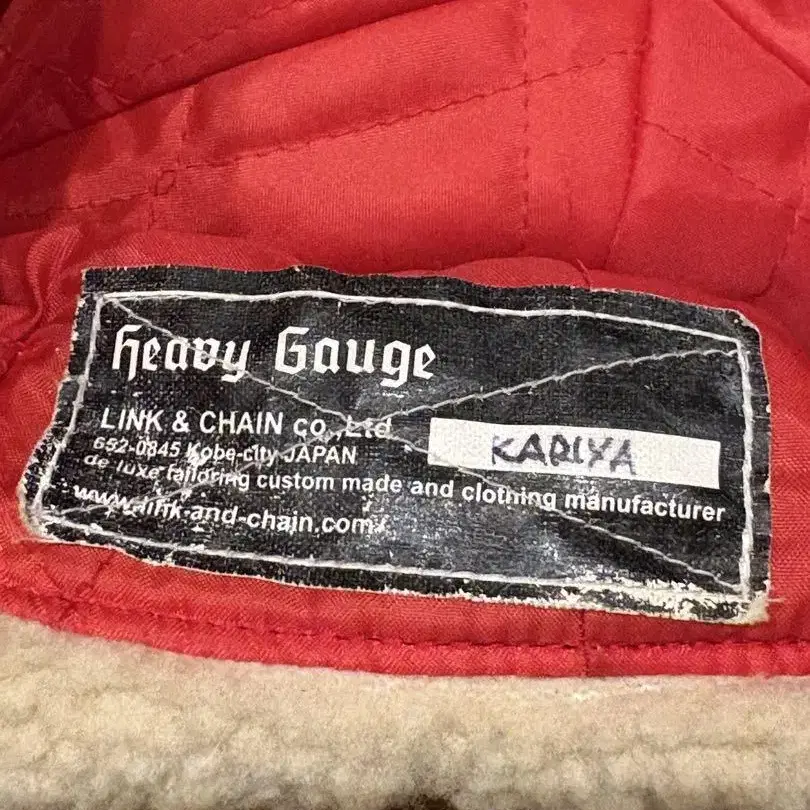 Heavy Gauge
LINK & CHAIN co.,Ltd
652-0845 Kobe-city JAPAN
KARIYA
de luxe tailoring custom made and clothing manufacturer
www.link-and-chain.com/